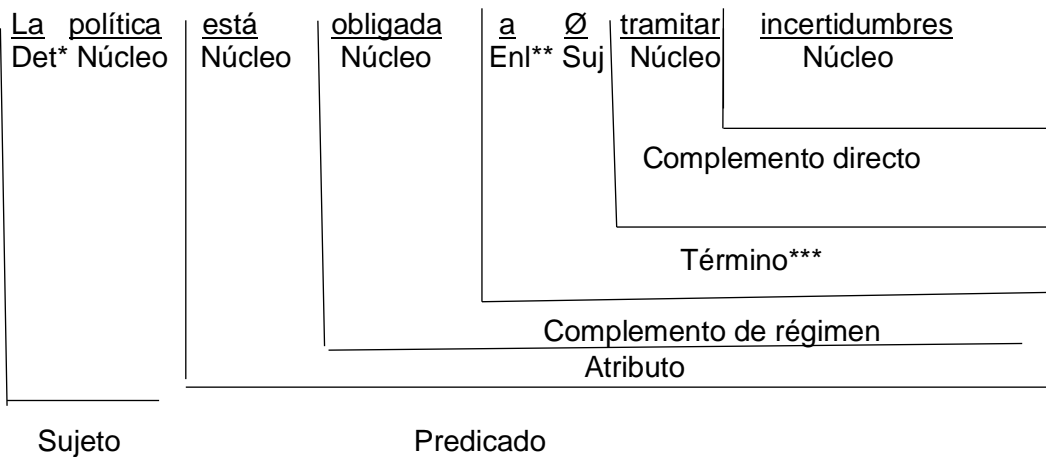 La política está obligada a Ø tramitar incertidumbres
Det* Núcleo Núcleo Núcleo Enl** Suj Núcleo Núcleo
Complemento directo
Término***
Complemento de régimen
Atributo
Sujeto Predicado